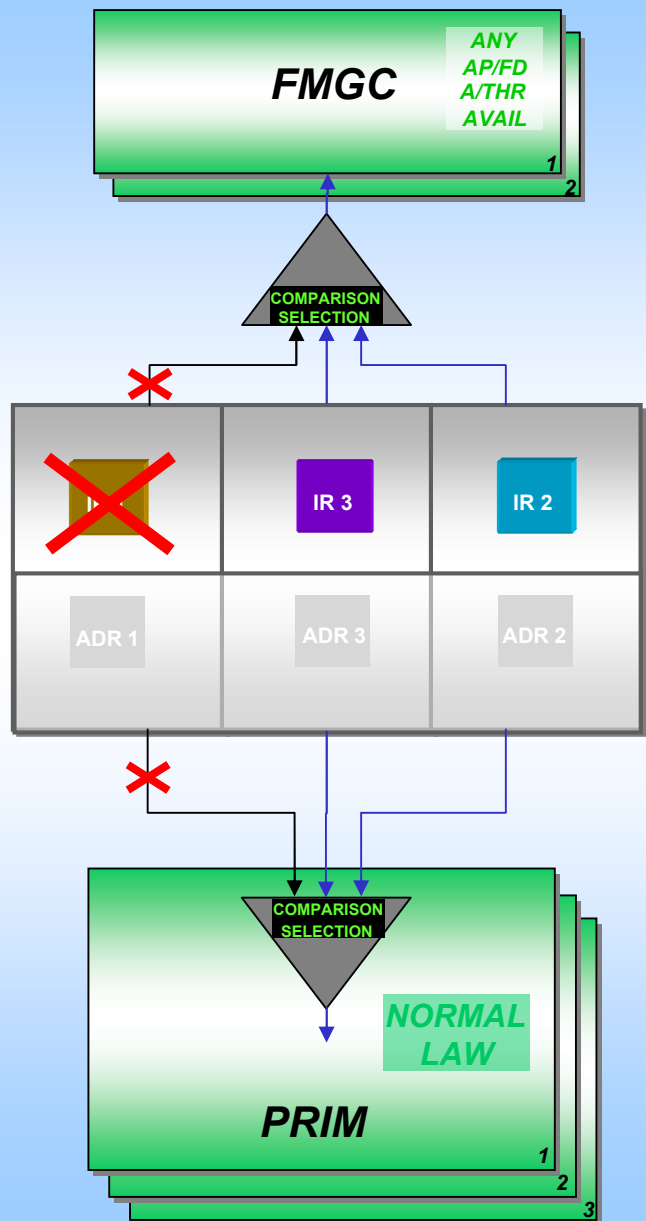 FMGC
ANY
AP/FD
A/THR
AVAIL
1
2
COMPARISON
SELECTION
IR 3
IR 2
ADR 1
ADR 3
ADR 2
COMPARISON
SELECTION
NORMAL
LAW
PRIM
1
2
3